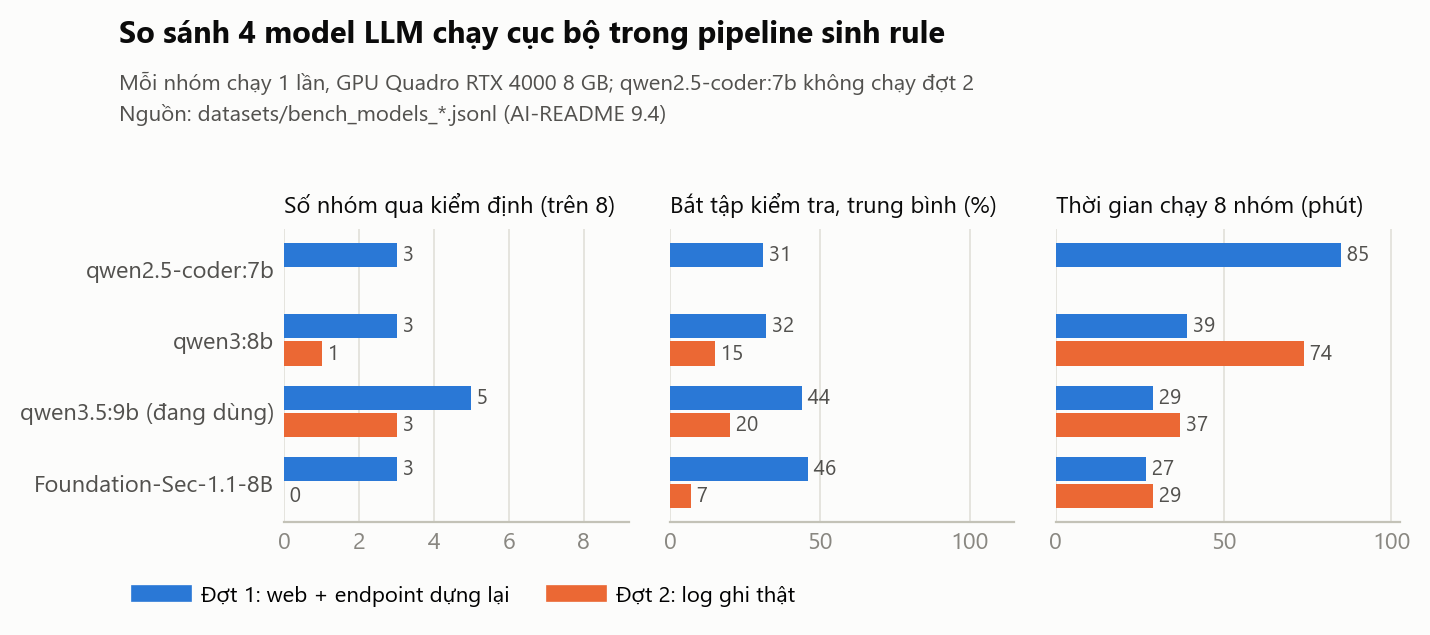 So sánh 4 model LLM chạy cục bộ trong pipeline sinh rule
Mỗi nhóm chạy 1 lần, GPU Quadro RTX 4000 8 GB; qwen2.5-coder:7b không chạy đợt 2
Nguồn: datasets/bench_models_*.jsonl (AI-README 9.4)
Số nhóm qua kiểm định (trên 8)
Bắt tập kiểm tra, trung bình (%)
Thời gian chạy 8 nhóm (phút)
qwen2.5-coder:7b
3
31
85
qwen3:8b
3
1
32
15
39
74
qwen3.5:9b (đang dùng)
5
3
44
20
29
37
Foundation-Sec-1.1-8B
3
0
46
7
27
29
0 2 4 6 8
0 50 100
0 50 100
Đợt 1: web + endpoint dựng lại
Đợt 2: log ghi thật